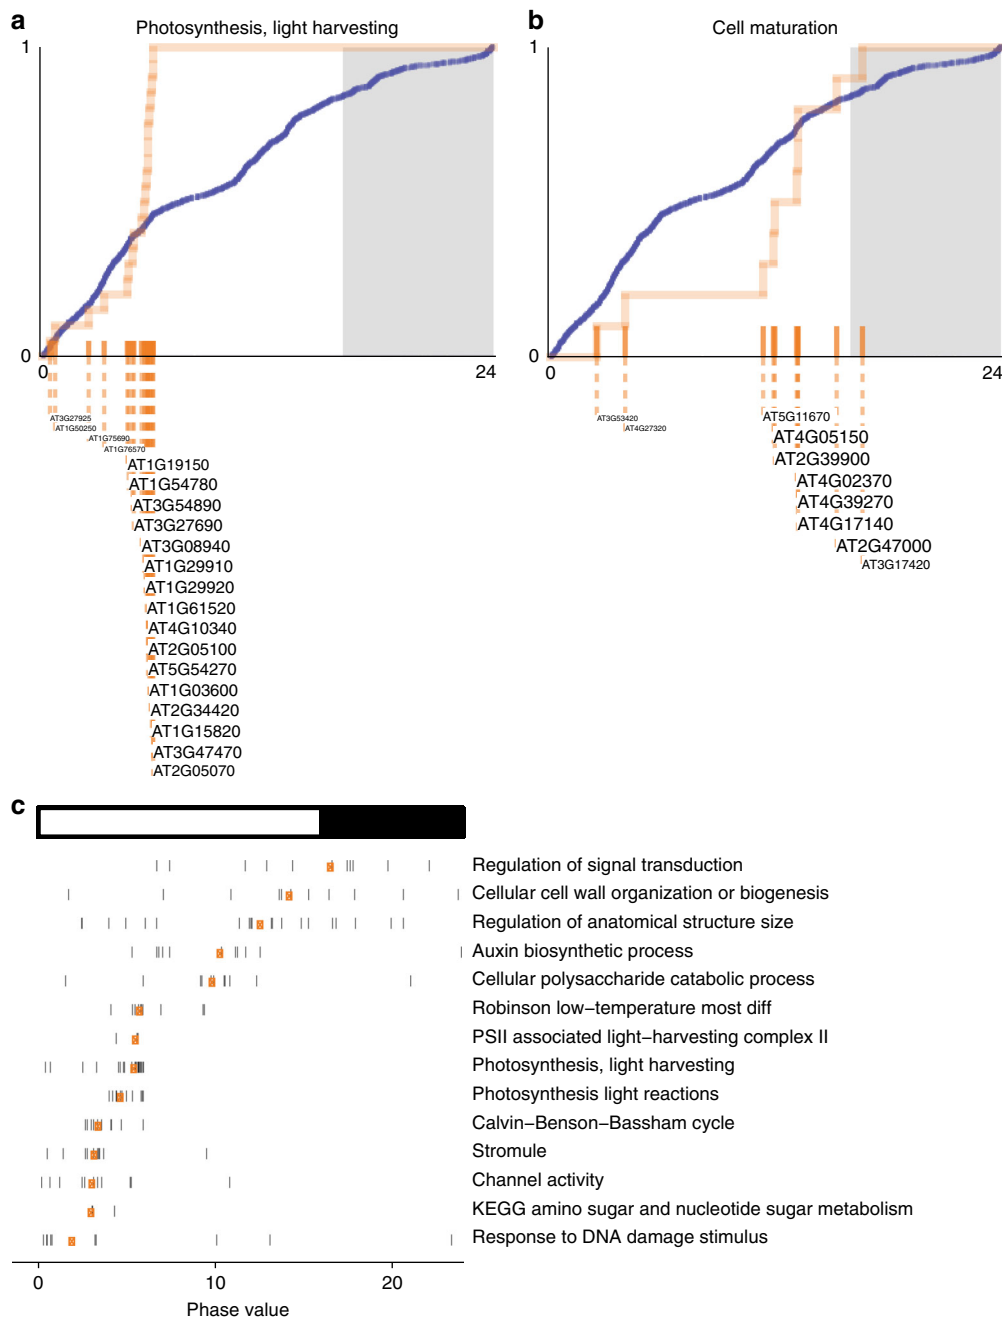 a
Photosynthesis, light harvesting
1
0
0
24
AT3G27925
AT1G50250
AT1G75690
AT1G76570
AT1G19150
AT1G54780
AT3G54890
AT3G27690
AT3G08940
AT1G29910
AT1G29920
AT1G61520
AT4G10340
AT2G05100
AT5G54270
AT1G03600
AT2G34420
AT1G15820
AT3G47470
AT2G05070
b
Cell maturation
1
0
0
24
AT3G53420
AT4G27320
AT5G11670
AT4G05150
AT2G39900
AT4G02370
AT4G39270
AT4G17140
AT2G47000
AT3G17420
c
Regulation of signal transduction
Cellular cell wall organization or biogenesis
Regulation of anatomical structure size
Auxin biosynthetic process
Cellular polysaccharide catabolic process
Robinson low−temperature most diff
PSII associated light−harvesting complex II
Photosynthesis, light harvesting
Photosynthesis light reactions
Calvin−Benson−Bassham cycle
Stromule
Channel activity
KEGG amino sugar and nucleotide sugar metabolism
Response to DNA damage stimulus
0 10 20
Phase value